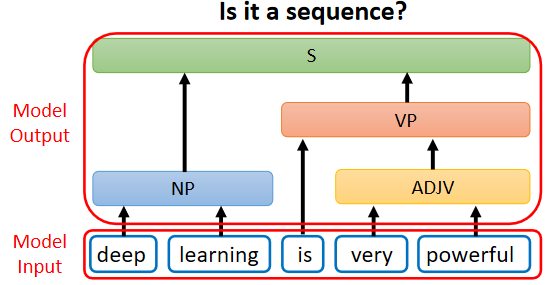 Is it a sequence?
S
Model
Output
VP
NP
ADJV
Model
Input
deep learning is very powerful